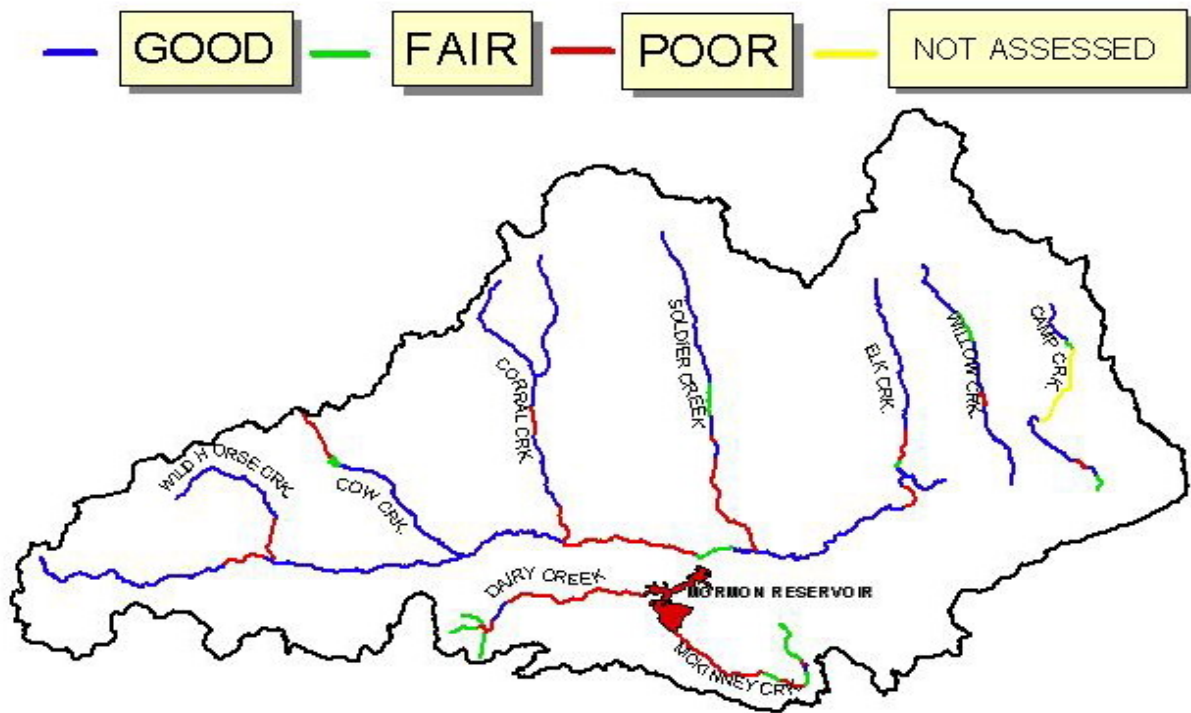 GOOD
FAIR
POOR
NOT ASSESSED
WILD HORSE CRK.
COW CRK.
CORRAL CRK.
SOLDIER CREEK
ELK CRK.
WILLOW CRK.
CAMP CRK.
DAIRY CREEK
MORMON RESERVOIR
MCKINNEY CRK.